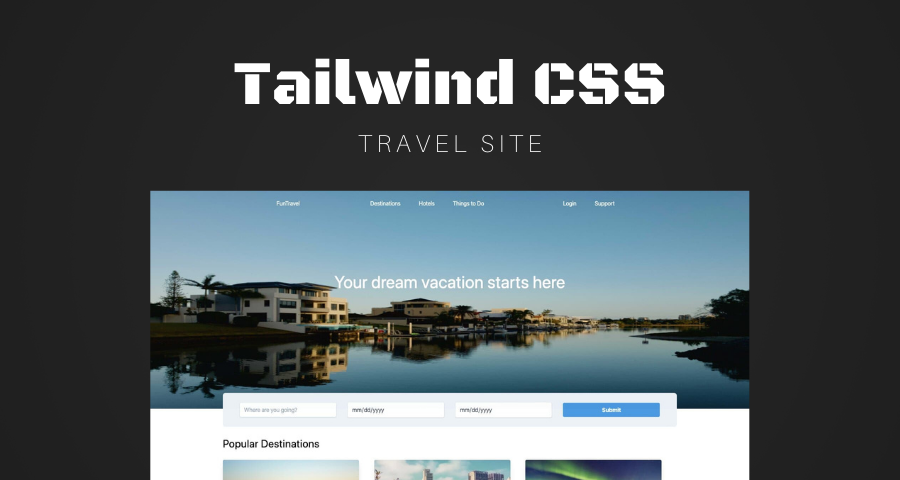 Tailwind CSS
TRAVEL SITE
FunTravel Destinations Hotels Things to Do Login Support
Your dream vacation starts here
Where are you going? mm/dd/yyyy mm/dd/yyyy Submit
Popular Destinations